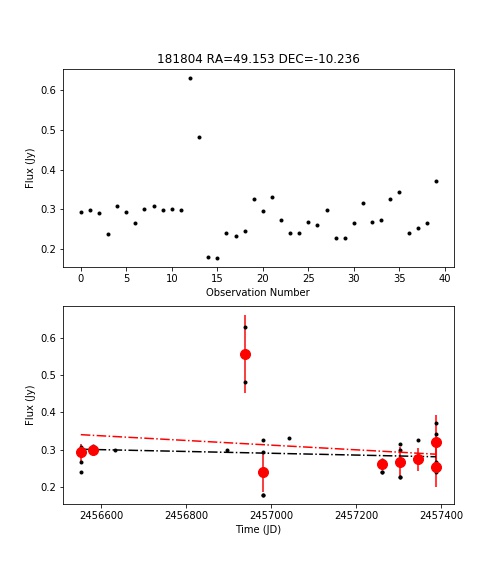 181804 RA=49.153 DEC=-10.236
0.6
0.5
0.4
0.3
0.2
Flux (Jy)
0 5 10 15 20 25 30 35 40
Observation Number
0.6
0.5
0.4
0.3
0.2
Flux (Jy)
2456600 2456800 2457000 2457200 2457400
Time (JD)